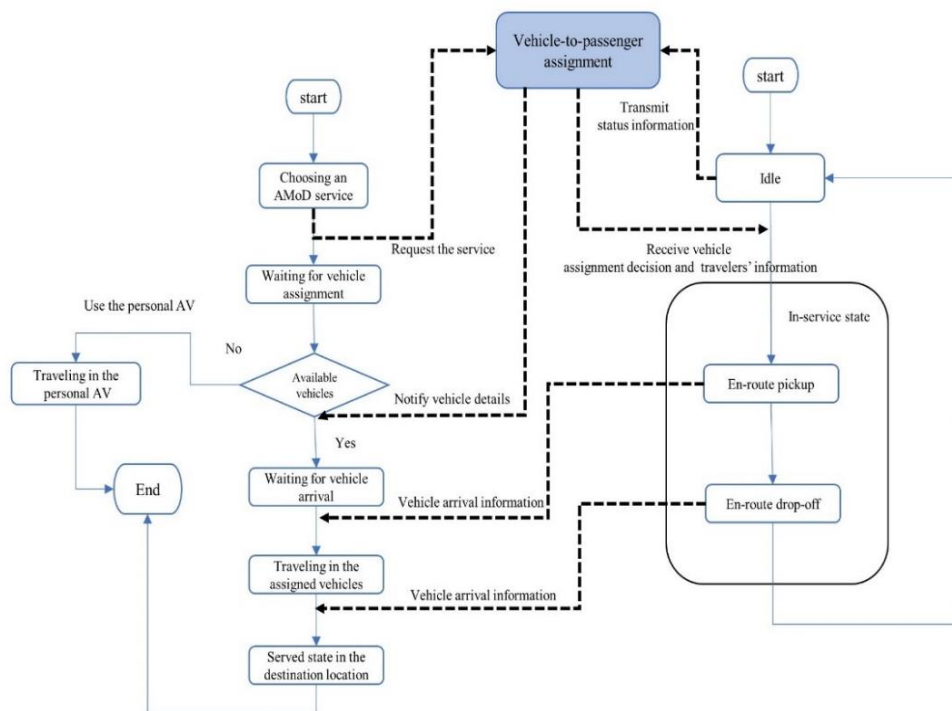 Vehicle-to-passenger
assignment
start
start
Transmit
status information
Choosing an
AMoD service
Idle
Request the service
Receive vehicle
assignment decision and travelers’ information
Waiting for vehicle
assignment
Use the personal AV
In-service state
No
Traveling in the
personal AV
Available
vehicles
En-route pickup
Notify vehicle details
Yes
End
Waiting for vehicle
arrival
Vehicle arrival information
En-route drop-off
Traveling in the
assigned vehicles
Vehicle arrival information
Served state in the
destination location